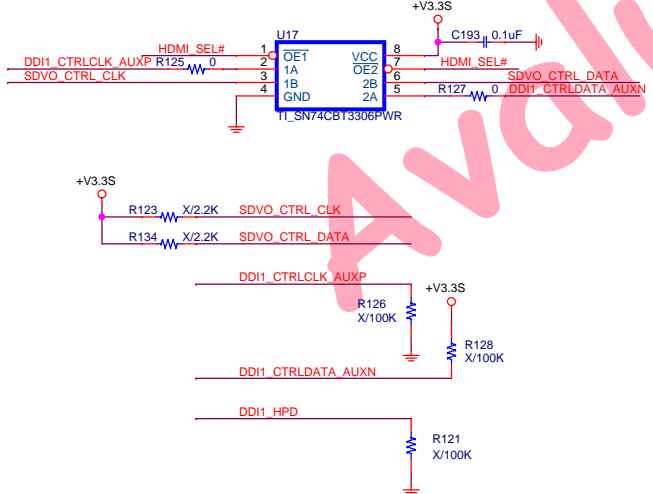 +V3.3S
U17
C193 0.1uF
HDMI_SEL# 1 OE1 VCC 8
DDI1_CTRLCLK_AUXP R125 0 2 1A OE2 7 HDMI_SEL#
SDVO_CTRL_CLK 3 1B 2B 6 SDVO_CTRL_DATA
4 GND 2A 5 R127 0 DDI1_CTRLDATA_AUXN
TI_SN74CBT3306PWR
+V3.3S
R123 X/2.2K SDVO_CTRL_CLK
R134 X/2.2K SDVO_CTRL_DATA
DDI1_CTRLCLK_AUXP
+V3.3S
R126
X/100K
R128
X/100K
DDI1_CTRLDATA_AUXN
DDI1_HPD
R121
X/100K